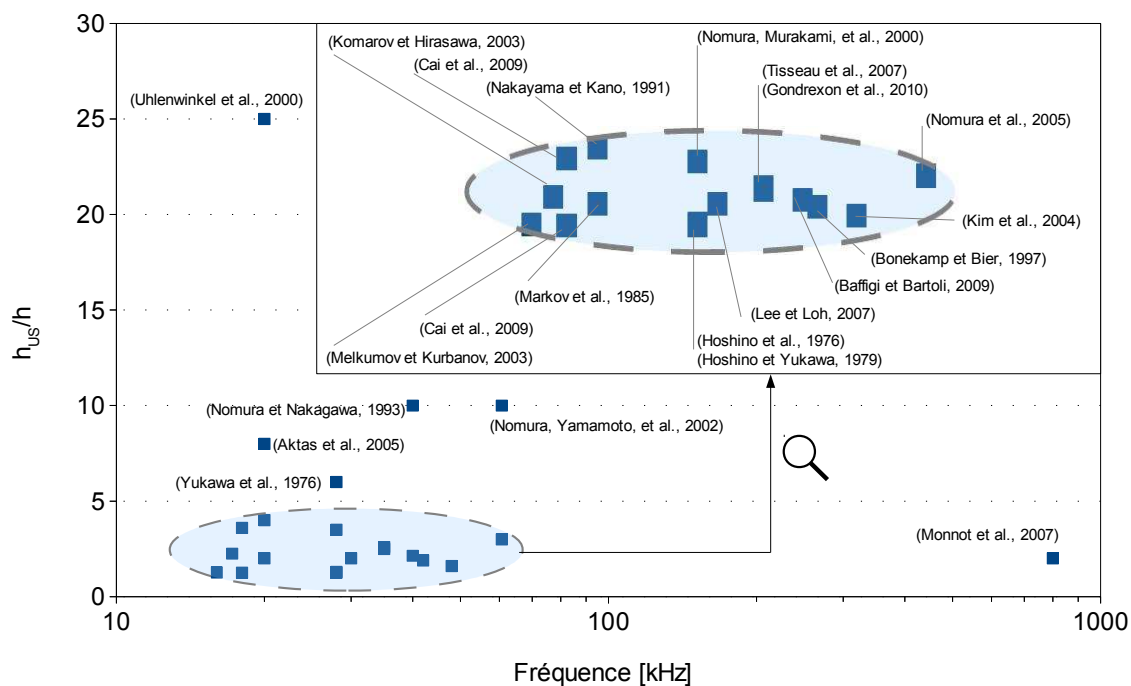 30
(Komarov et Hirasawa, 2003)
(Nomura, Murakami, et al., 2000)
(Cai et al., 2009)
(Tisseau et al., 2007)
(Nakayama et Kano, 1991)
(Gondrexon et al., 2010)
(Uhlenwinkel et al., 2000)
25
(Nomura et al., 2005)
20
(Kim et al., 2004)
(Bonekamp et Bier, 1997)
(Markov et al., 1985)
(Baffigi et Bartoli, 2009)
(Lee et Loh, 2007)
15
(Cai et al., 2009)
(Hoshino et al., 1976)
(Melkumov et Kurbanov, 2003)
(Hoshino et Yukawa, 1979)
hUS/h
10
(Nomura et Nakagawa, 1993)
(Nomura, Yamamoto, et al., 2002)
(Aktas et al., 2005)
(Yukawa et al., 1976)
5
(Monnot et al., 2007)
0
10
100
1000
Fréquence [kHz]